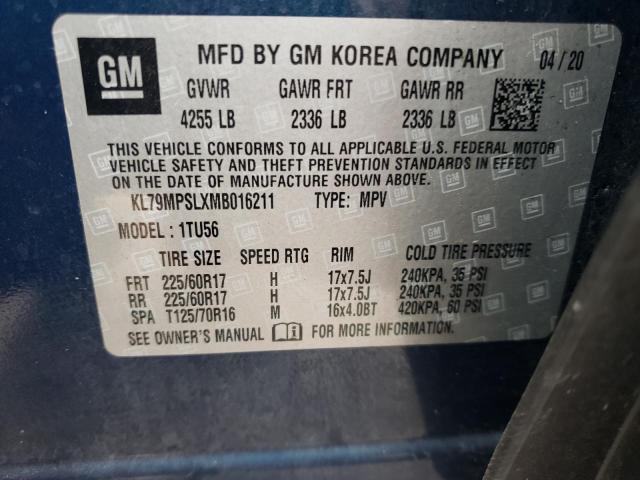 GM
MFD BY GM KOREA COMPANY 04/20
GVWR GAWR FRT GAWR RR
4255 LB 2336 LB 2336 LB
THIS VEHICLE CONFORMS TO ALL APPLICABLE U.S. FEDERAL MOTOR
VEHICLE SAFETY AND THEFT PREVENTION STANDARDS IN EFFECT
ON THE DATE OF MANUFACTURE SHOWN ABOVE.
KL79MPSLXMB016211 TYPE: MPV
MODEL: 1TU56
TIRE SIZE SPEED RTG RIM COLD TIRE PRESSURE
FRT 225/60R17 H 17x7.5J 240KPA, 35 PSI
RR 225/60R17 H 17x7.5J 240KPA, 35 PSI
SPA T125/70R16 M 16x4.0BT 420KPA, 60 PSI
SEE OWNER'S MANUAL FOR MORE INFORMATION.